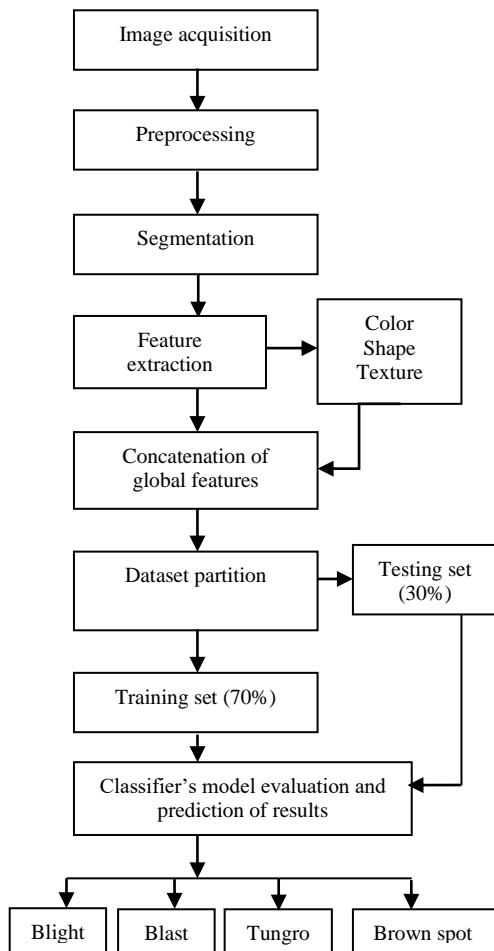 Image acquisition
Preprocessing
Segmentation
Feature
extraction
Color
Shape
Texture
Concatenation of
global features
Dataset partition
Testing set
(30%)
Training set (70%)
Classifier’s model evaluation and
prediction of results
Blight
Blast
Tungro
Brown spot